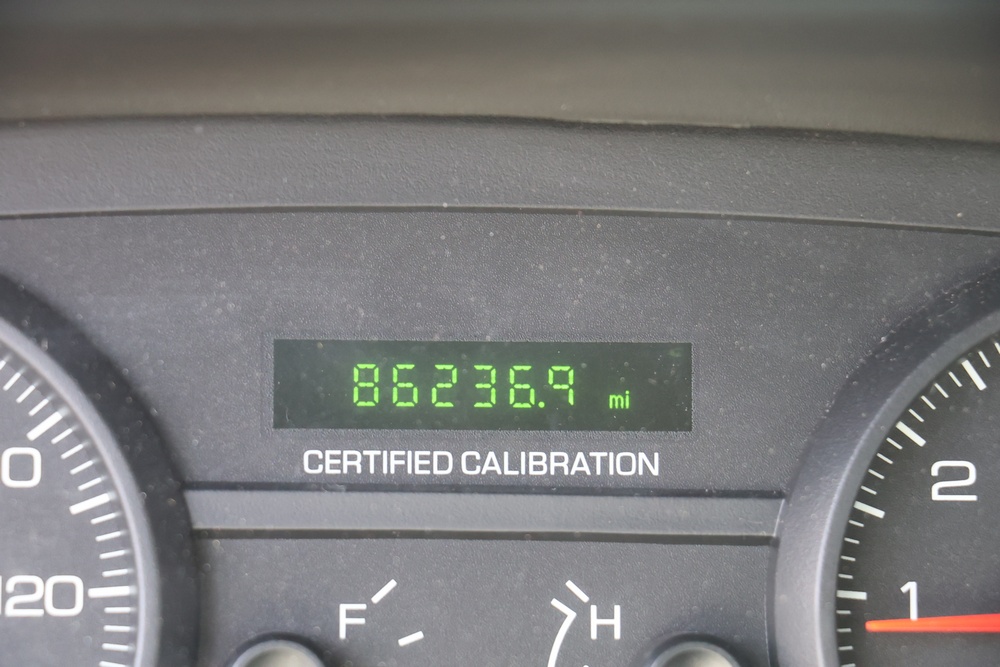 86236.9 mi
CERTIFIED CALIBRATION
0
2
120
1
F
H